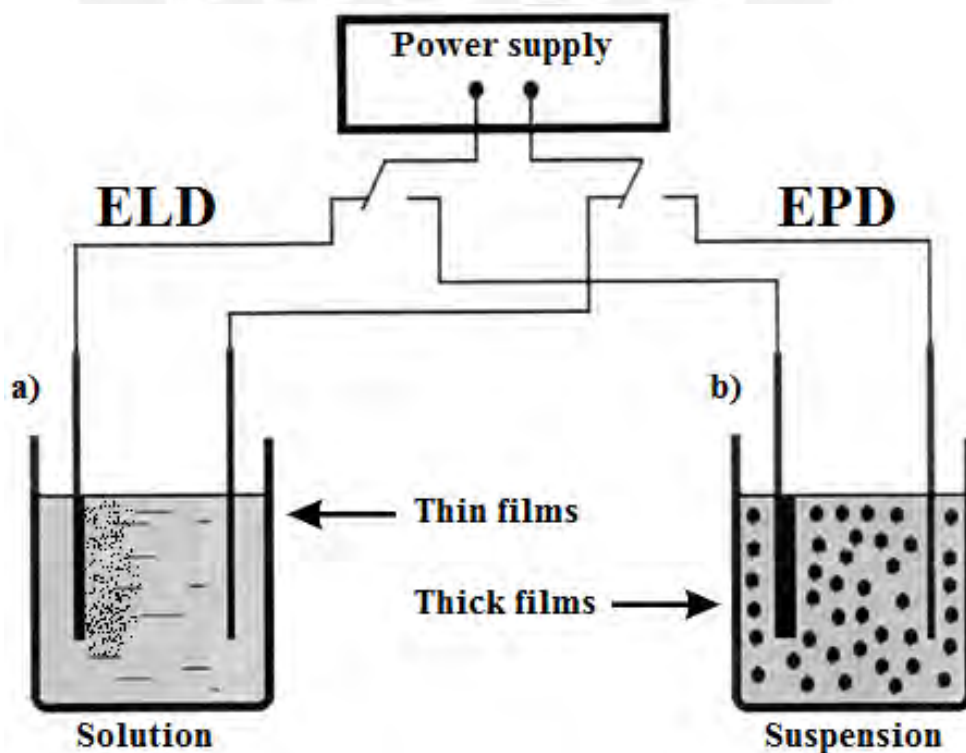 Power supply
ELD
EPD
a)
b)
Thin films
Thick films
Solution
Suspension